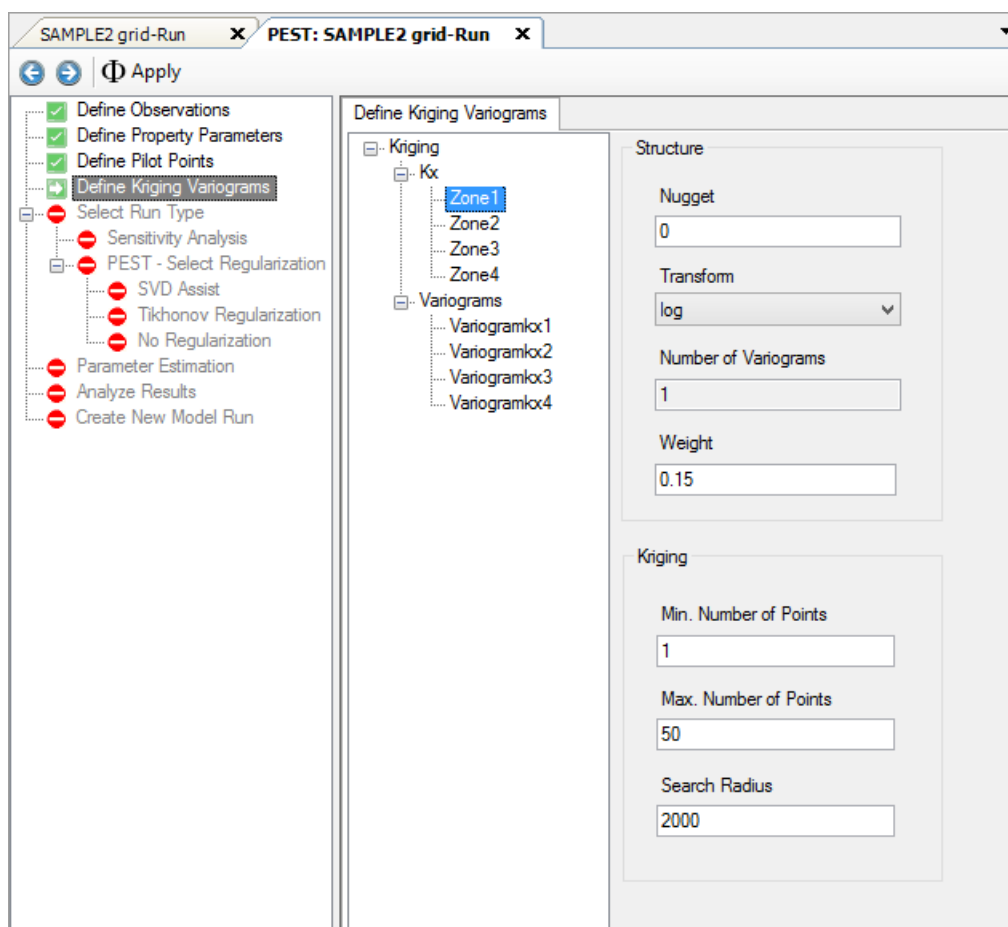 SAMPLE2 grid-Run X PEST: SAMPLE2 grid-Run X
Φ Apply
Define Observations
Define Property Parameters
Define Pilot Points
Define Kriging Variograms
Select Run Type
Sensitivity Analysis
PEST - Select Regularization
SVD Assist
Tikhonov Regularization
No Regularization
Parameter Estimation
Analyze Results
Create New Model Run
Define Kriging Variograms
Kriging
Kx
Zone1
Zone2
Zone3
Zone4
Variograms
Variogramkx1
Variogramkx2
Variogramkx3
Variogramkx4
Structure
Nugget
0
Transform
log
Number of Variograms
1
Weight
0.15
Kriging
Min. Number of Points
1
Max. Number of Points
50
Search Radius
2000